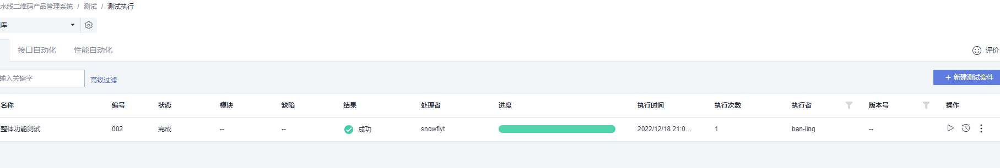 水线二维码产品管理系统 / 测试 / 测试执行
库
接口自动化 性能自动化
评价
输入关键字 高级过滤
+ 新建测试套件
名称 编号 状态 模块 缺陷 结果 处理者 进度 执行时间 执行次数 执行者 版本号 操作
整体功能测试 002 完成 -- -- 成功 snowflyt 2022/12/18 21:0... 1 ban-ling --